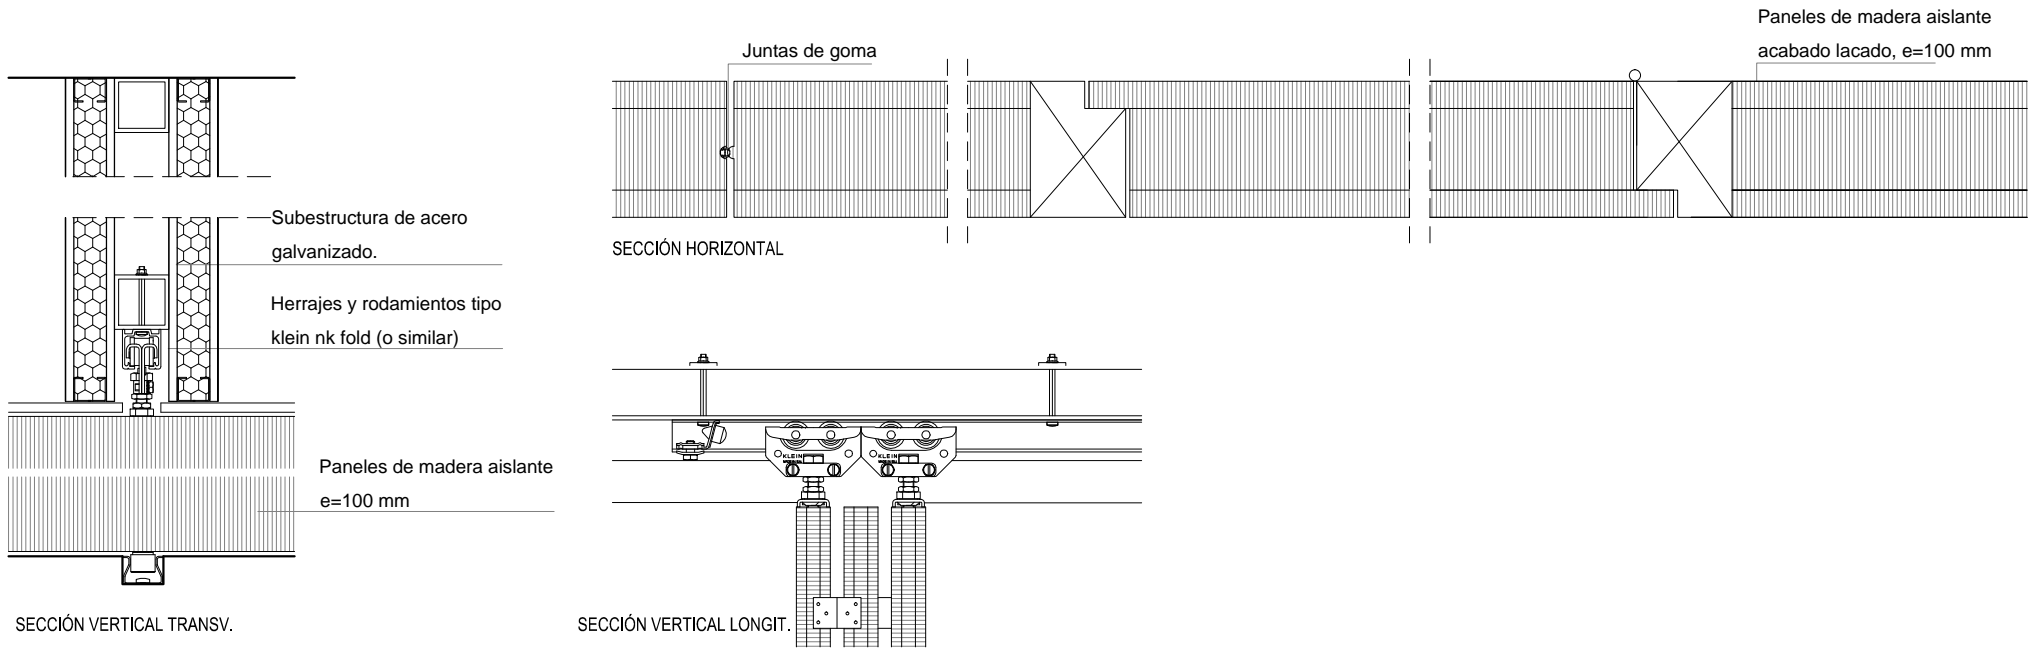 Paneles de madera aislante
acabado lacado, e=100 mm
Juntas de goma
SECCIÓN HORIZONTAL
Subestructura de acero
galvanizado.
Herrajes y rodamientos tipo
klein nk fold (o similar)
Paneles de madera aislante
e=100 mm
SECCIÓN VERTICAL TRANSV.
KLEIN
KLEIN
SECCIÓN VERTICAL LONGIT.